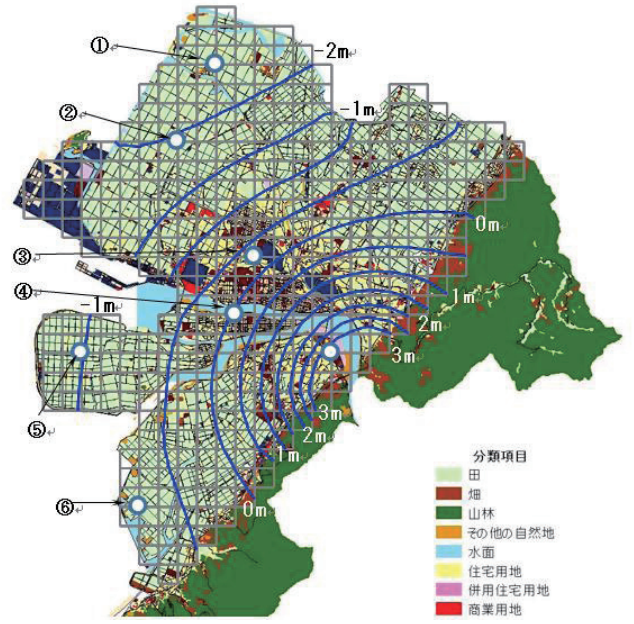 ①
-2m
②
-1m
③
0m
④
-1m
1m
2m
3m
⑤
3m
2m
1m
⑥
0m
分類項目
田
畑
山林
その他の自然地
水面
住宅用地
併用住宅用地
商業用地